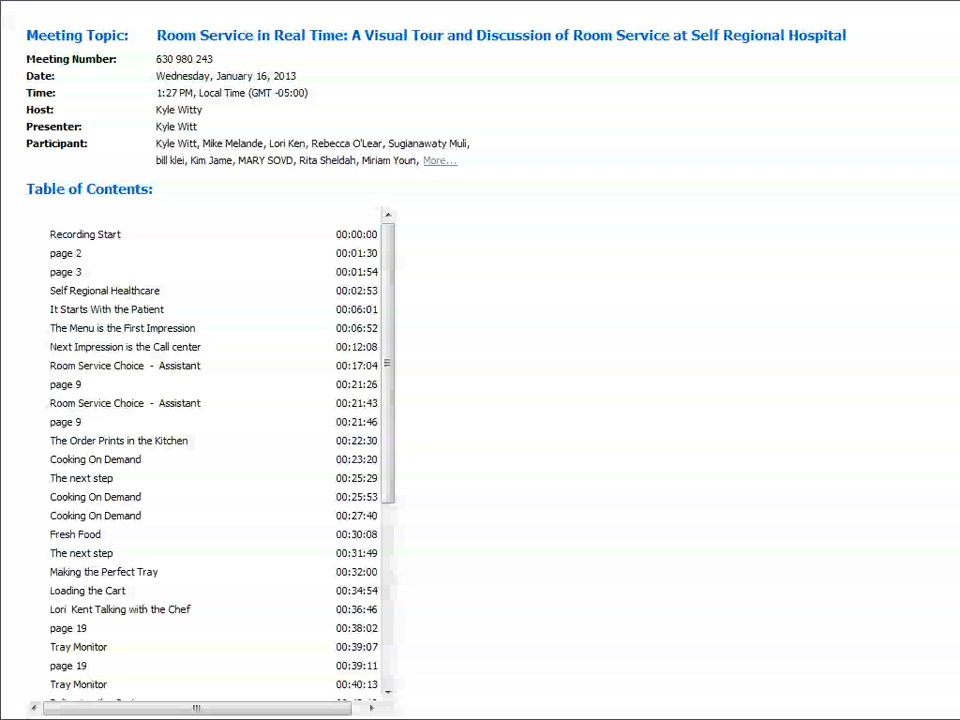 Meeting Topic: Room Service in Real Time: A Visual Tour and Discussion of Room Service at Self Regional Hospital
Meeting Number: 630 980 243
Date: Wednesday, January 16, 2013
Time: 1:27 PM, Local Time (GMT -05:00)
Host: Kyle Witty
Presenter: Kyle Witt
Participant: Kyle Witt, Mike Melande, Lori Ken, Rebecca O'Lear, Sugianawaty Muli,
bill klei, Kim Jame, MARY SOVD, Rita Sheldah, Miriam Youn, More...
Table of Contents:
Recording Start 00:00:00
page 2 00:01:30
page 3 00:01:54
Self Regional Healthcare 00:02:53
It Starts With the Patient 00:06:01
The Menu is the First Impression 00:06:52
Next Impression is the Call center 00:12:08
Room Service Choice - Assistant 00:17:04
page 9 00:21:26
Room Service Choice - Assistant 00:21:43
page 9 00:21:46
The Order Prints in the Kitchen 00:22:30
Cooking On Demand 00:23:20
The next step 00:25:29
Cooking On Demand 00:25:53
Cooking On Demand 00:27:40
Fresh Food 00:30:08
The next step 00:31:49
Making the Perfect Tray 00:32:00
Loading the Cart 00:34:54
Lori Kent Talking with the Chef 00:36:46
page 19 00:38:02
Tray Monitor 00:39:07
page 19 00:39:11
Tray Monitor 00:40:13